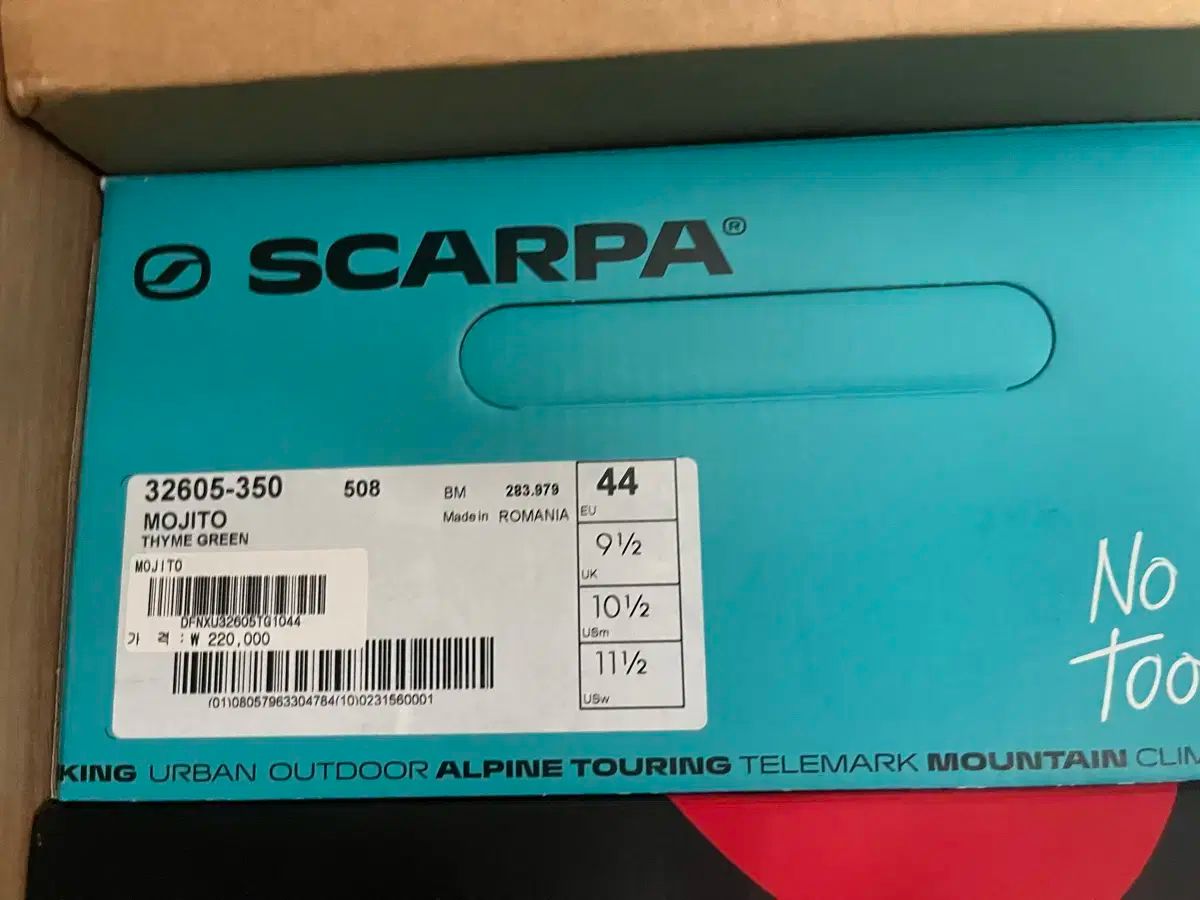 SCARPA®
32605-350 508 BM 283.979
MOJITO Made in ROMANIA
THYME GREEN
44
EU
9½
UK
10½
USm
11½
USw
MOJITO
DFNXU32605TG1044
가 격 : ₩ 220,000
(01)08057963304784(10)0231560001
No
Too
KING URBAN OUTDOOR ALPINE TOURING TELEMARK MOUNTAIN CLIM